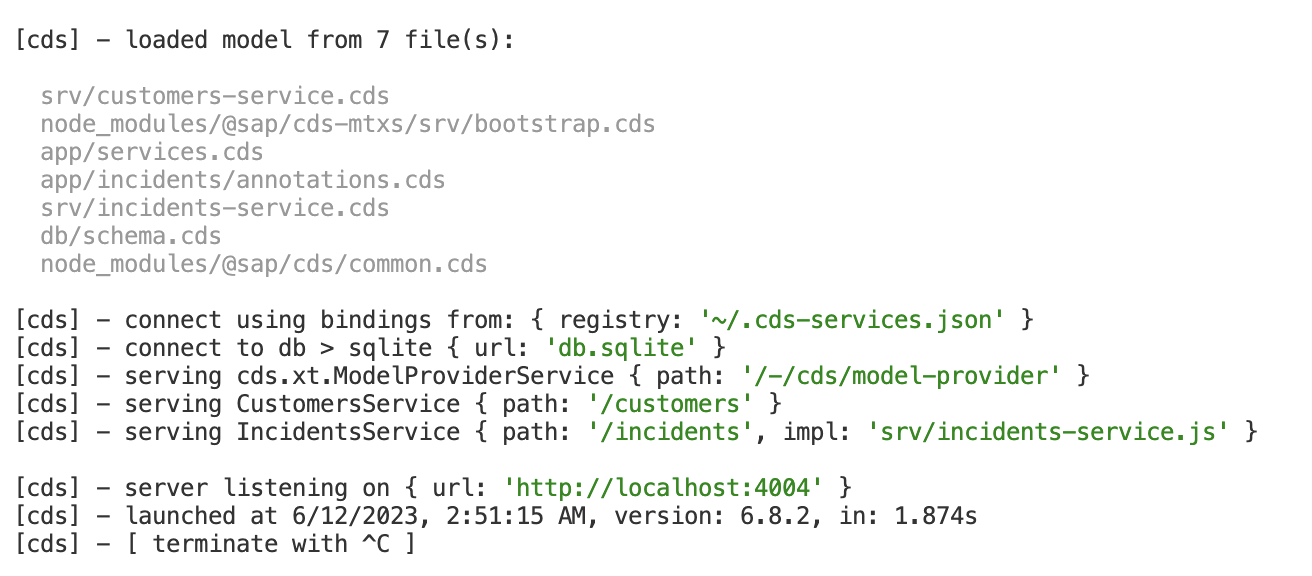 [cds] – loaded model from 7 file(s):
srv/customers-service.cds
node_modules/@sap/cds-mtxs/srv/bootstrap.cds
app/services.cds
app/incidents/annotations.cds
srv/incidents-service.cds
db/schema.cds
node_modules/@sap/cds/common.cds
[cds] – connect using bindings from: { registry: '~/.cds-services.json' }
[cds] – connect to db > sqlite { url: 'db.sqlite' }
[cds] – serving cds.xt.ModelProviderService { path: '/-/cds/model-provider' }
[cds] – serving CustomersService { path: '/customers' }
[cds] – serving IncidentsService { path: '/incidents', impl: 'srv/incidents-service.js' }
[cds] – server listening on { url: 'http://localhost:4004' }
[cds] – launched at 6/12/2023, 2:51:15 AM, version: 6.8.2, in: 1.874s
[cds] – [ terminate with ^C ]